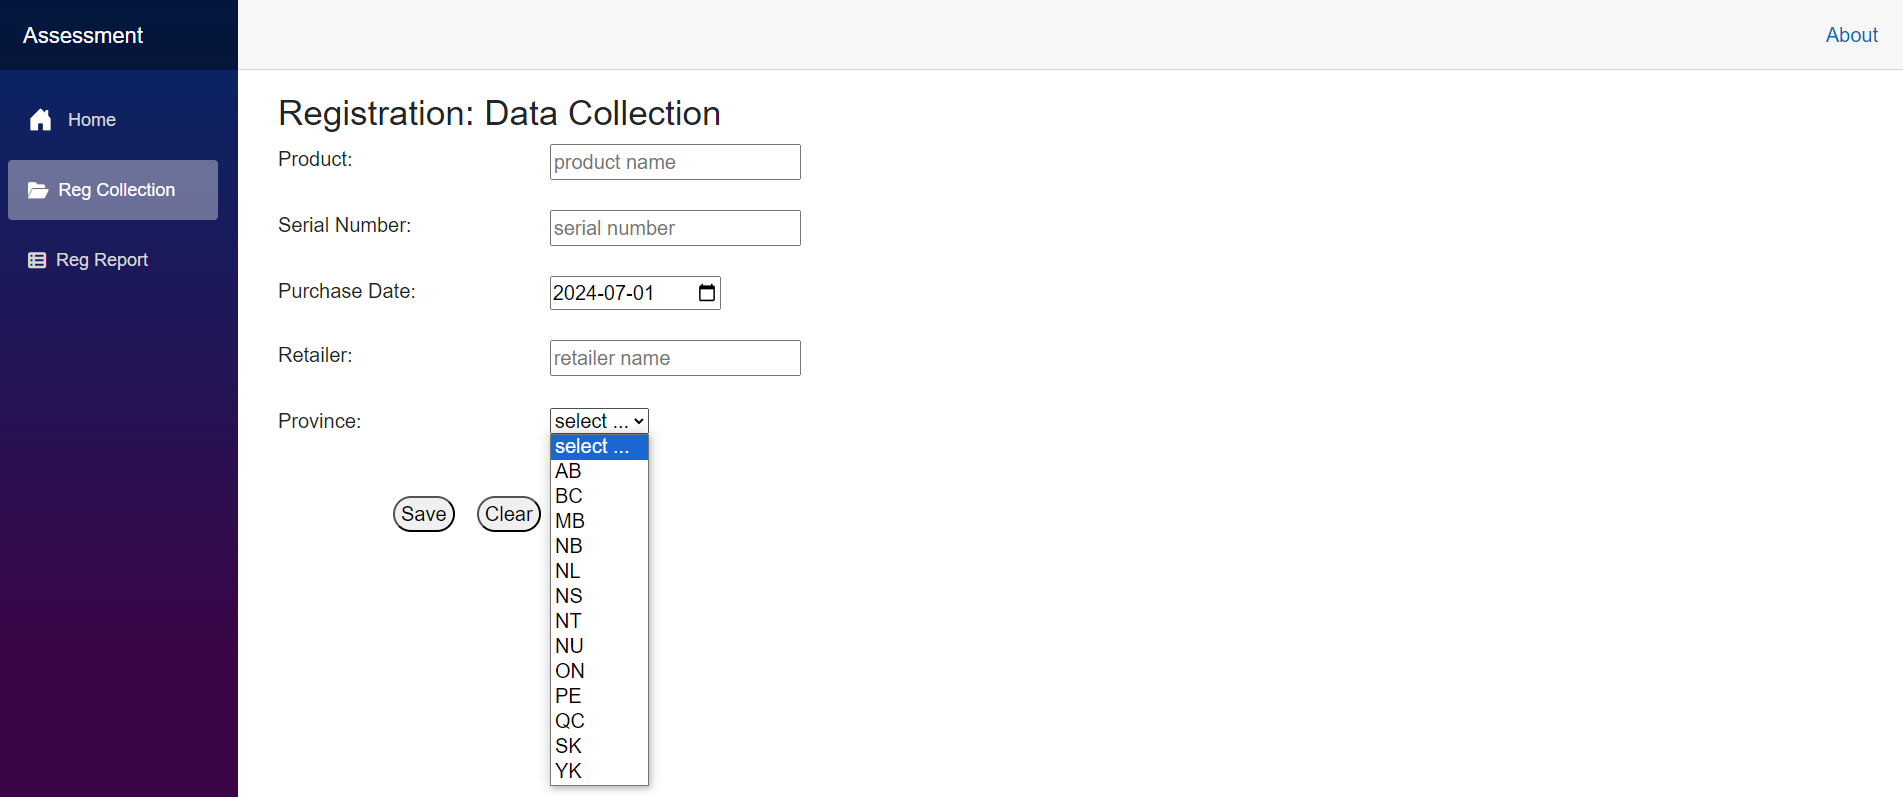 Assessment
About
Home
Reg Collection
Reg Report
Registration: Data Collection
Product:
product name
Serial Number:
serial number
Purchase Date:
2024-07-01
Retailer:
retailer name
Province:
select ...
select ...
AB
BC
MB
NB
NL
NS
NT
NU
ON
PE
QC
SK
YK
Save
Clear